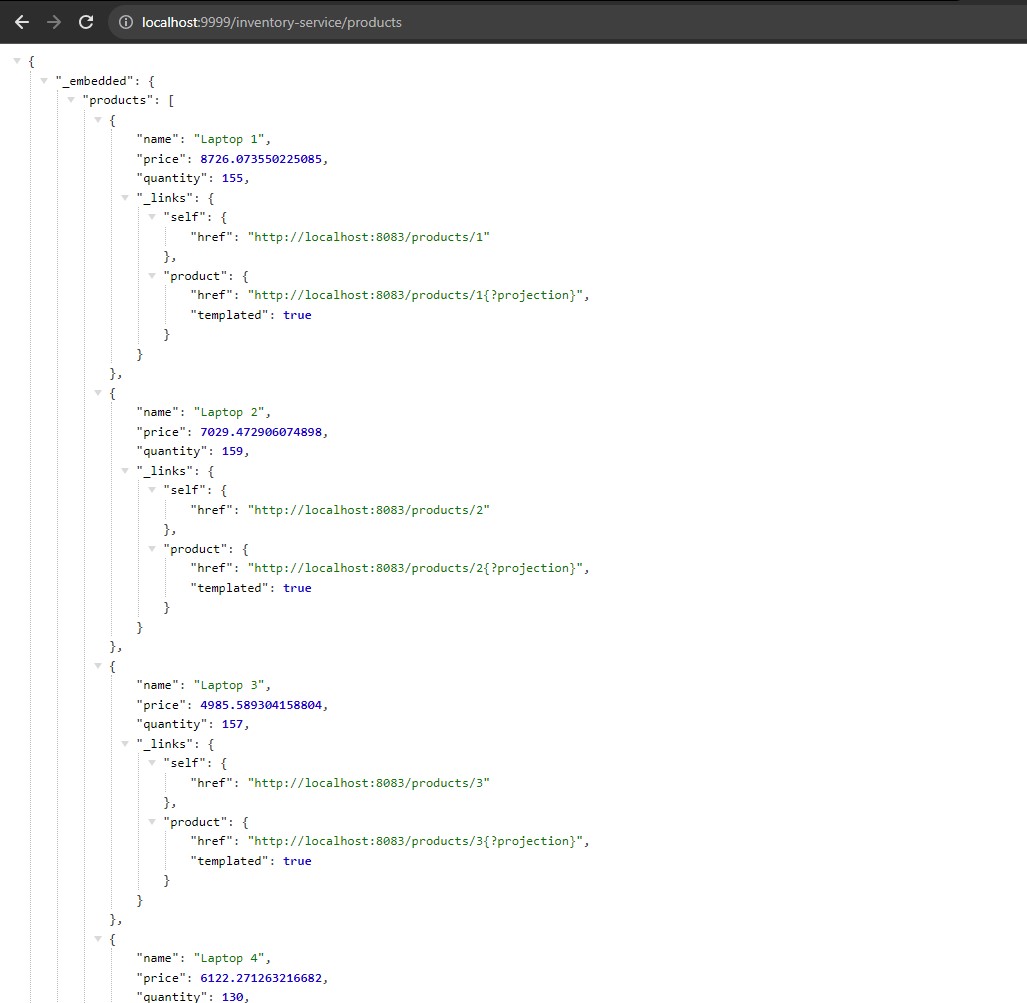 localhost:9999/inventory-service/products
{
"_embedded": {
"products": [
{
"name": "Laptop 1",
"price": 8726.073550225085,
"quantity": 155,
"_links": {
"self": {
"href": "http://localhost:8083/products/1"
},
"product": {
"href": "http://localhost:8083/products/1{?projection}",
"templated": true
}
}
},
{
"name": "Laptop 2",
"price": 7029.472906074898,
"quantity": 159,
"_links": {
"self": {
"href": "http://localhost:8083/products/2"
},
"product": {
"href": "http://localhost:8083/products/2{?projection}",
"templated": true
}
}
},
{
"name": "Laptop 3",
"price": 4985.589304158804,
"quantity": 157,
"_links": {
"self": {
"href": "http://localhost:8083/products/3"
},
"product": {
"href": "http://localhost:8083/products/3{?projection}",
"templated": true
}
}
},
{
"name": "Laptop 4",
"price": 6122.271263216682,
"quantity": 130,